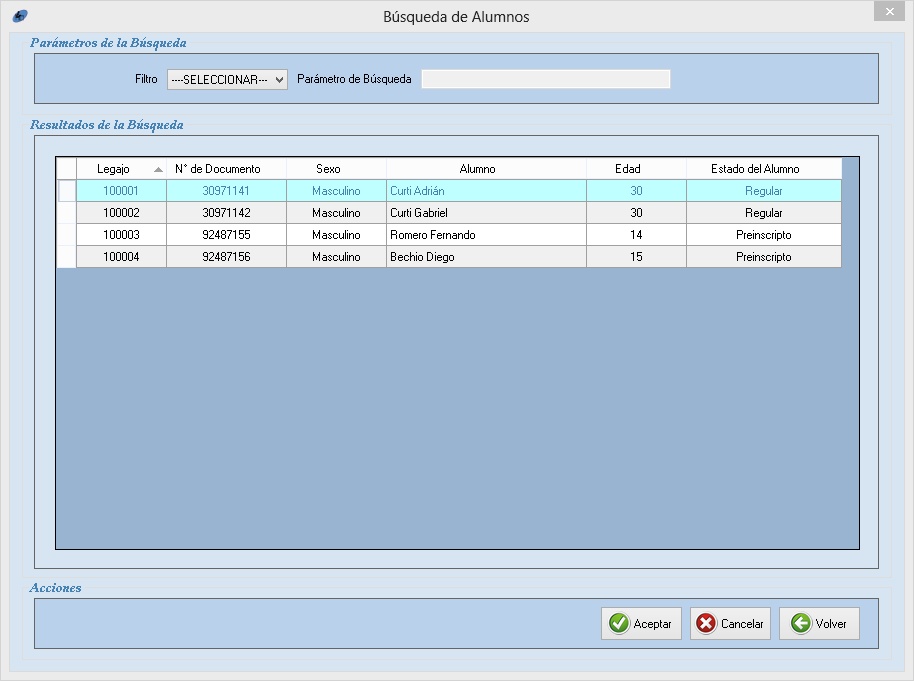 Búsqueda de Alumnos
Parámetros de la Búsqueda
Filtro ----SELECCIONAR--- Parámetro de Búsqueda
Resultados de la Búsqueda
Legajo N° de Documento Sexo Alumno Edad Estado del Alumno
100001 30971141 Masculino Curti Adrián 30 Regular
100002 30971142 Masculino Curti Gabriel 30 Regular
100003 92487155 Masculino Romero Fernando 14 Preinscripto
100004 92487156 Masculino Bechio Diego 15 Preinscripto
Acciones
Aceptar Cancelar Volver